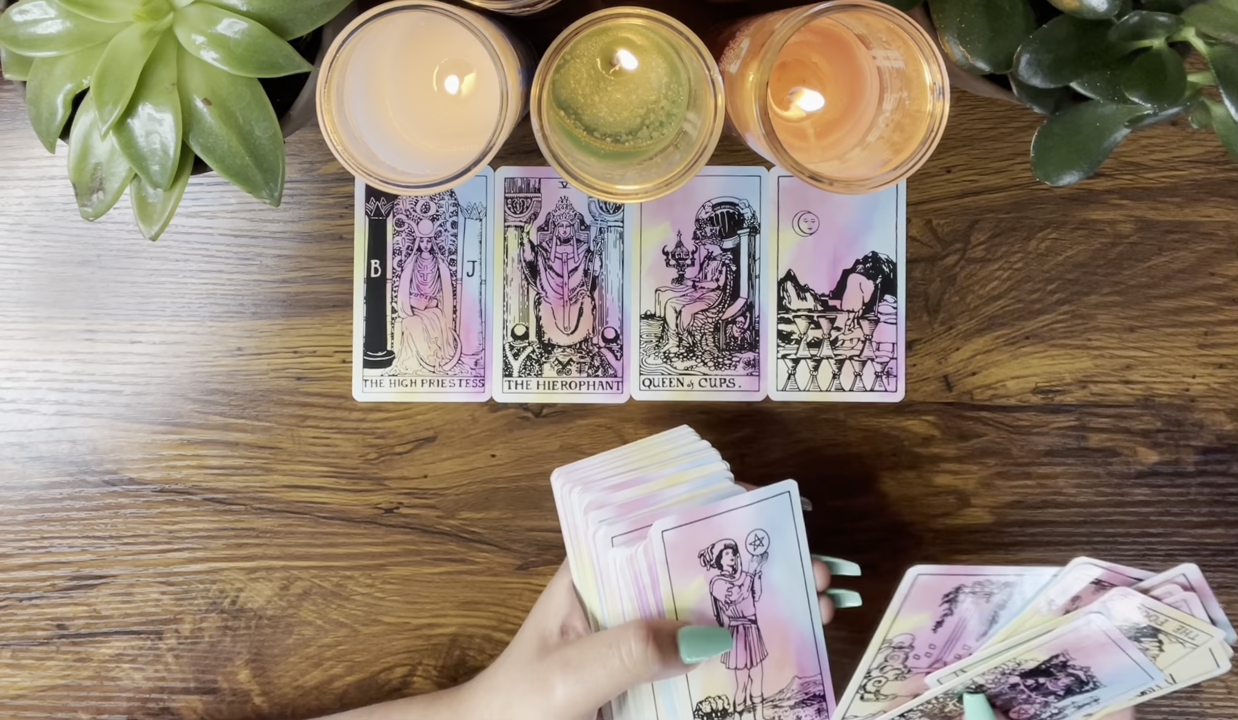 V
B
J
THE HIGH PRIESTESS
THE HIEROPHANT
QUEEN of CUPS.